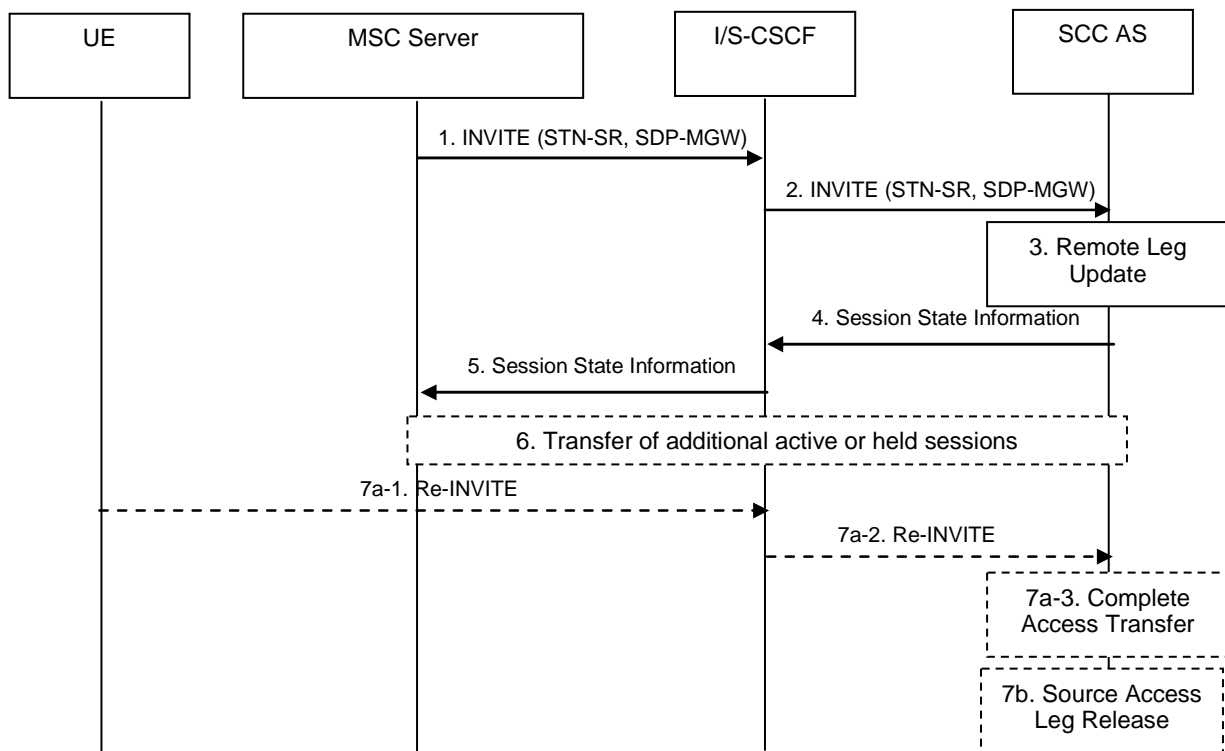 UE
MSC Server
I/S-CSCF
SCC AS
1. INVITE (STN-SR, SDP-MGW)
2. INVITE (STN-SR, SDP-MGW)
3. Remote Leg
Update
4. Session State Information
5. Session State Information
6. Transfer of additional active or held sessions
7a-1. Re-INVITE
7a-2. Re-INVITE
7a-3. Complete
Access Transfer
7b. Source Access
Leg Release